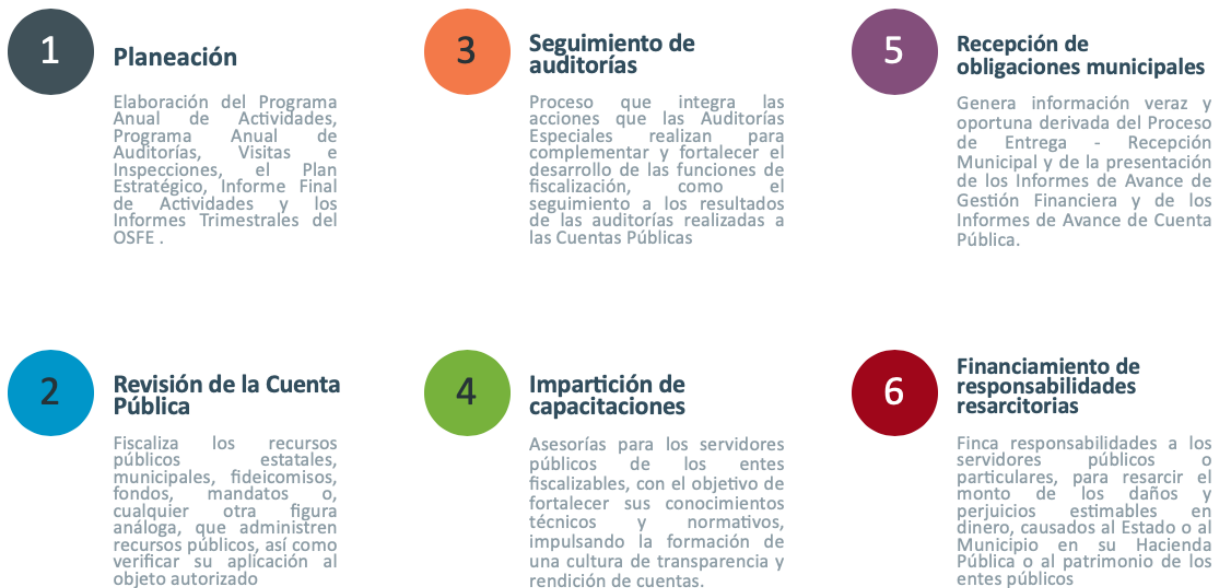 1
Planeación
Elaboración del Programa
Anual de Actividades,
Programa Anual de
Auditorías, Visitas e
Inspecciones, el Plan
Estratégico, Informe Final
de Actividades y los
Informes Trimestrales del
OSFE .
2
Revisión de la Cuenta
Pública
Fiscaliza los recursos
públicos estatales,
municipales, fideicomisos,
fondos, mandatos o,
cualquier otra figura
análoga, que administren
recursos públicos, así como
verificar su aplicación al
objeto autorizado
3
Seguimiento de
auditorías
Proceso que integra las
acciones que las Auditorías
Especiales realizan para
complementar y fortalecer el
desarrollo de las funciones de
fiscalización, como el
seguimiento a los resultados
de las auditorías realizadas a
las Cuentas Públicas
4
Impartición de
capacitaciones
Asesorías para los servidores
públicos de los entes
fiscalizables, con el objetivo de
fortalecer sus conocimientos
técnicos y normativos,
impulsando la formación de
una cultura de transparencia y
rendición de cuentas.
5
Recepción de
obligaciones municipales
Genera información veraz y
oportuna derivada del Proceso
de Entrega - Recepción
Municipal y de la presentación
de los Informes de Avance de
Gestión Financiera y de los
Informes de Avance de Cuenta
Pública.
6
Financiamiento de
responsabilidades
resarcitorias
Finca responsabilidades a los
servidores públicos o
particulares, para resarcir el
monto de los daños y
perjuicios estimables en
dinero, causados al Estado o al
Municipio en su Hacienda
Pública o al patrimonio de los
entes públicos